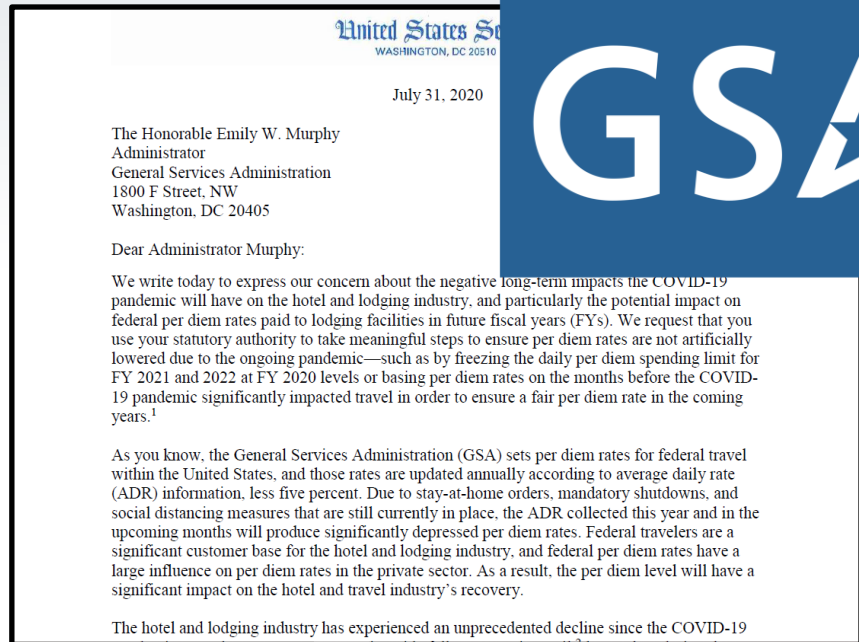 United States Se
WASHINGTON, DC 20510
GSA
July 31, 2020
The Honorable Emily W. Murphy
Administrator
General Services Administration
1800 F Street, NW
Washington, DC 20405
Dear Administrator Murphy:
We write today to express our concern about the negative long-term impacts the COVID-19
pandemic will have on the hotel and lodging industry, and particularly the potential impact on
federal per diem rates paid to lodging facilities in future fiscal years (FYs). We request that you
use your statutory authority to take meaningful steps to ensure per diem rates are not artificially
lowered due to the ongoing pandemic—such as by freezing the daily per diem spending limit for
FY 2021 and 2022 at FY 2020 levels or basing per diem rates on the months before the COVID-
19 pandemic significantly impacted travel in order to ensure a fair per diem rate in the coming
years.¹
As you know, the General Services Administration (GSA) sets per diem rates for federal travel
within the United States, and those rates are updated annually according to average daily rate
(ADR) information, less five percent. Due to stay-at-home orders, mandatory shutdowns, and
social distancing measures that are still currently in place, the ADR collected this year and in the
upcoming months will produce significantly depressed per diem rates. Federal travelers are a
significant customer base for the hotel and lodging industry, and federal per diem rates have a
large influence on per diem rates in the private sector. As a result, the per diem level will have a
significant impact on the hotel and travel industry's recovery.
The hotel and lodging industry has experienced an unprecedented decline since the COVID-19